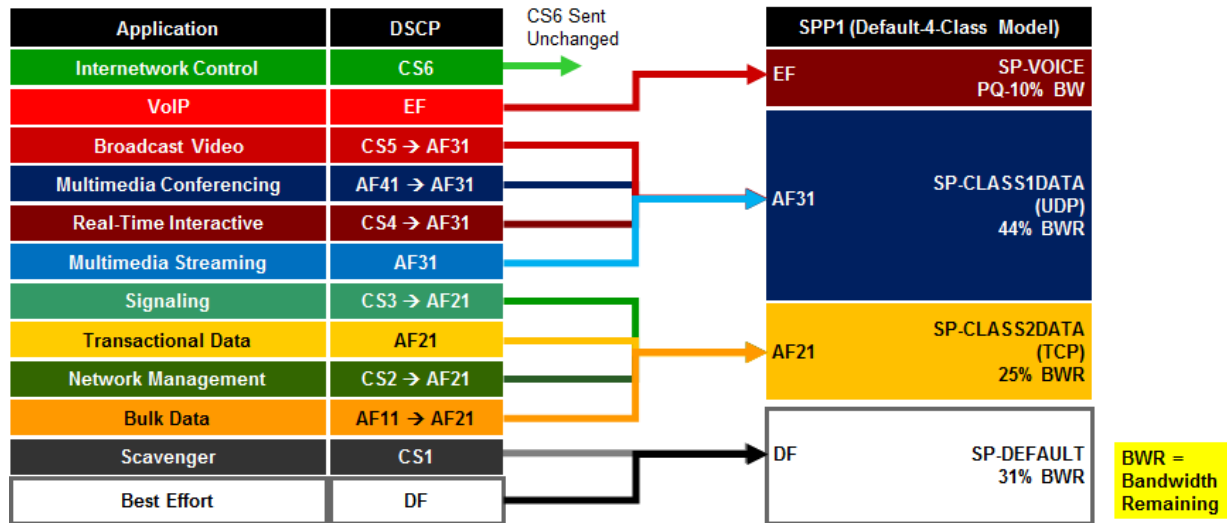 Application DSCP
CS6 Sent
Unchanged
SPP1 (Default-4-Class Model)
Internetwork Control CS6
VoIP EF
Broadcast Video CS5 → AF31
Multimedia Conferencing AF41 → AF31
Real-Time Interactive CS4 → AF31
Multimedia Streaming AF31
Signaling CS3 → AF21
Transactional Data AF21
Network Management CS2 → AF21
Bulk Data AF11 → AF21
Scavenger CS1
Best Effort DF
EF SP-VOICE
PQ-10% BW
AF31 SP-CLASS1DATA
(UDP)
44% BWR
AF21 SP-CLASS2DATA
(TCP)
25% BWR
DF SP-DEFAULT
31% BWR
BWR =
Bandwidth
Remaining